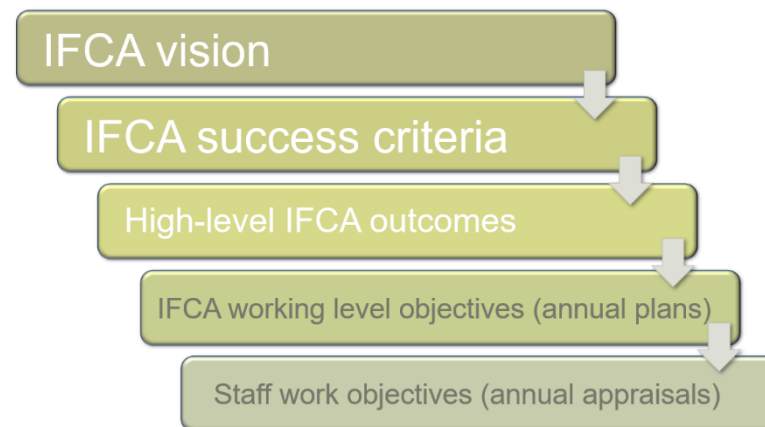 IFCA vision
IFCA success criteria
High-level IFCA outcomes
IFCA working level objectives (annual plans)
Staff work objectives (annual appraisals)